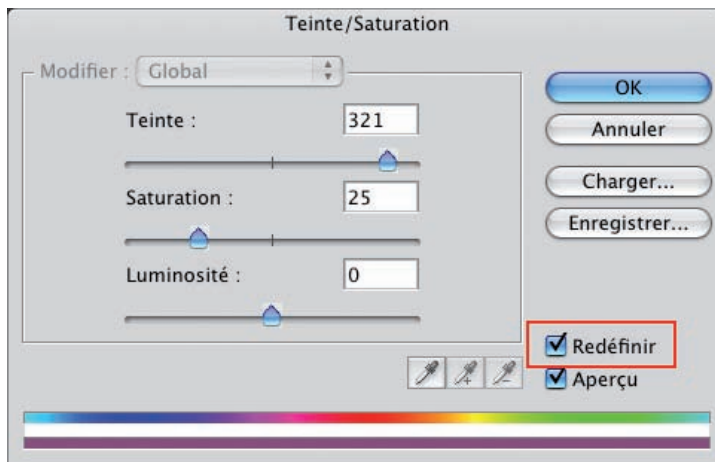 Teinte/Saturation
Modifier : Global
Teinte : 321
Saturation : 25
Luminosité : 0
OK
Annuler
Charger...
Enregistrer...
Redéfinir
Aperçu